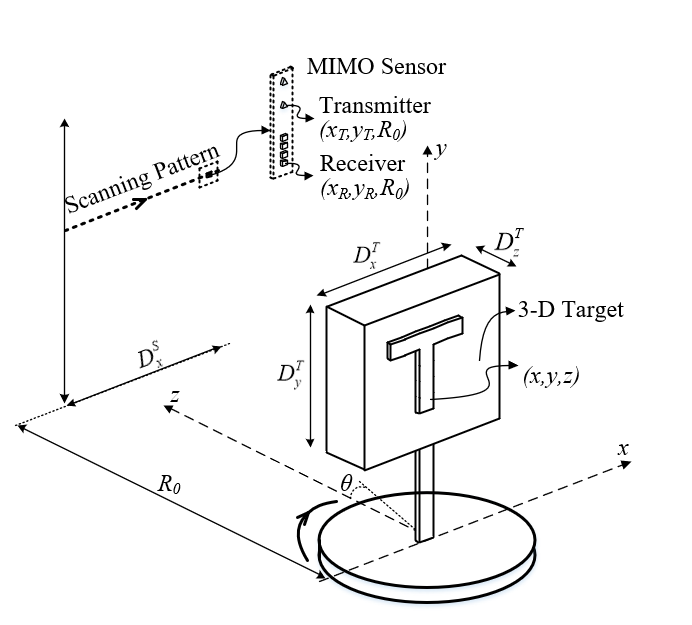 MIMO Sensor
Transmitter
(x_T,y_T,R_0)
Receiver
(x_R,y_R,R_0)
Scanning Pattern
y
D_x^T
D_z^T
3-D Target
D_y^T
(x,y,z)
D_x^S
z
x
θ
R_0